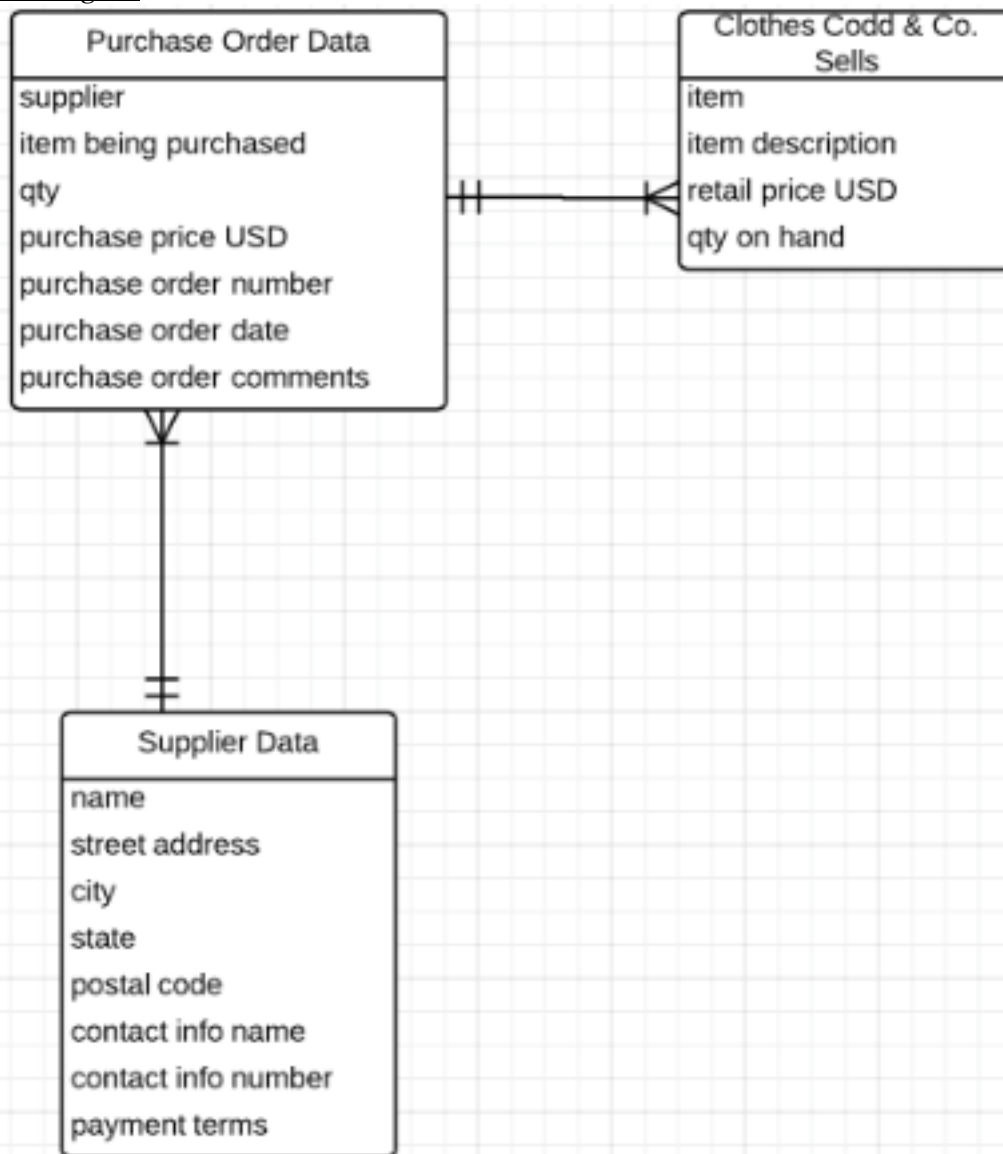 Purchase Order Data
supplier
item being purchased
qty
purchase price USD
purchase order number
purchase order date
purchase order comments
Clothes Codd & Co.
Sells
item
item description
retail price USD
qty on hand
Supplier Data
name
street address
city
state
postal code
contact info name
contact info number
payment terms